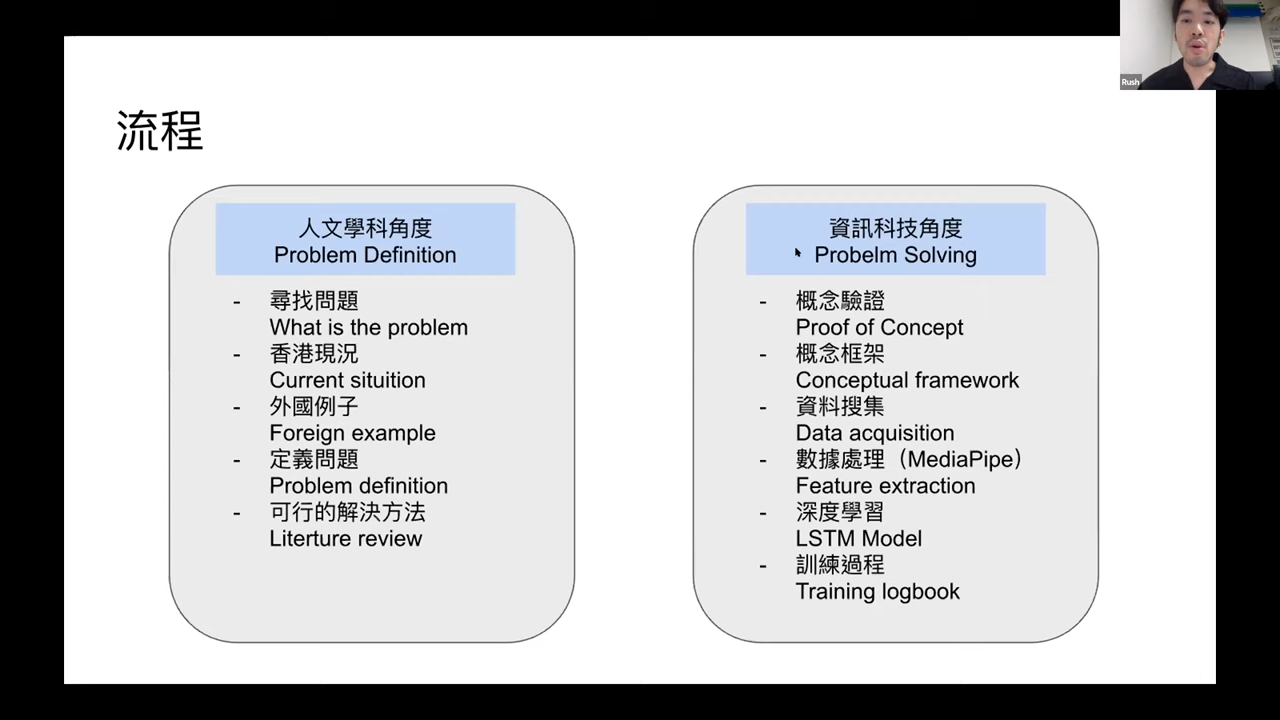 Rush
流程
人文學科角度
Problem Definition
- 尋找問題
What is the problem
- 香港現況
Current situition
- 外國例子
Foreign example
- 定義問題
Problem definition
- 可行的解決方法
Literture review
資訊科技角度
Probelm Solving
- 概念驗證
Proof of Concept
- 概念框架
Conceptual framework
- 資料搜集
Data acquisition
- 數據處理（MediaPipe）
Feature extraction
- 深度學習
LSTM Model
- 訓練過程
Training logbook